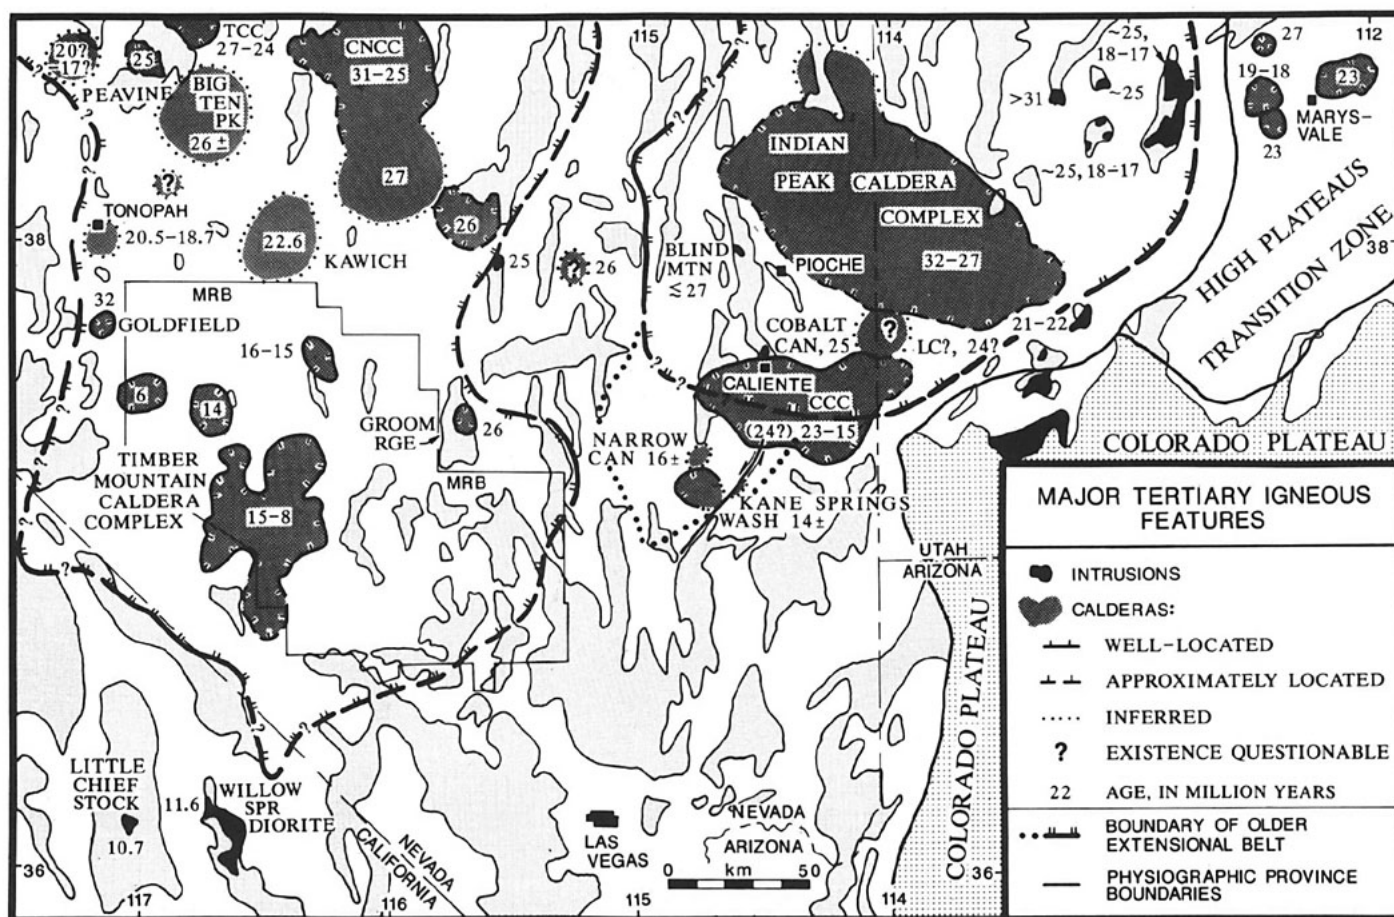 115
114
112
20?
-17?
25
TCC
27-24
PEAVINE
BIG
TEN
PK
26 ±
CNCC
31-25
27
?
TONOPAH
20.5-18.7
38
22.6
KAWICH
26
25
?
26
BLIND
MTN
≲ 27
PIOCHE
INDIAN
PEAK CALDERA
COMPLEX
32-27
>31
~25,
18-17
~25
~25, 18-17
27
19-18
23
23
MARYS-
VALE
HIGH PLATEAUS
TRANSITION ZONE
38
MRB
32
GOLDFIELD
16-15
6
14
GROOM
RGE
26
MRB
COBALT
CAN, 25
?
LC?, 24?
21-22
CALIENTE
CCC
(24?) 23-15
NARROW
CAN 16±
KANE SPRINGS
WASH 14±
TIMBER
MOUNTAIN
CALDERA
COMPLEX
15-8
UTAH
ARIZONA
COLORADO PLATEAU
COLORADO PLATEAU
LITTLE
CHIEF
STOCK
10.7
11.6
WILLOW
SPR
DIORITE
NEVADA
CALIFORNIA
LAS
VEGAS
NEVADA
ARIZONA
0 km 50
36
36
117
116
115
114
MAJOR TERTIARY IGNEOUS
FEATURES
INTRUSIONS
CALDERAS:
WELL-LOCATED
APPROXIMATELY LOCATED
INFERRED
? EXISTENCE QUESTIONABLE
22 AGE, IN MILLION YEARS
BOUNDARY OF OLDER
EXTENSIONAL BELT
PHYSIOGRAPHIC PROVINCE
BOUNDARIES